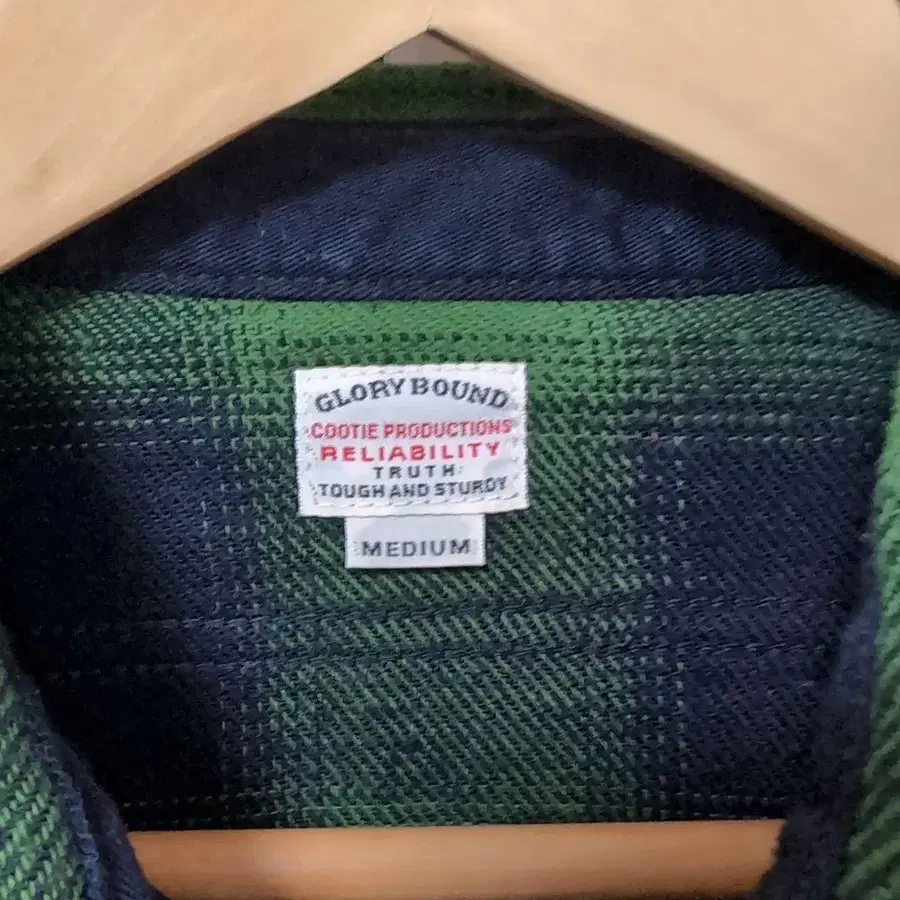 GLORY BOUND
COOTIE PRODUCTIONS
RELIABILITY
TRUTH
TOUGH AND STURDY
MEDIUM